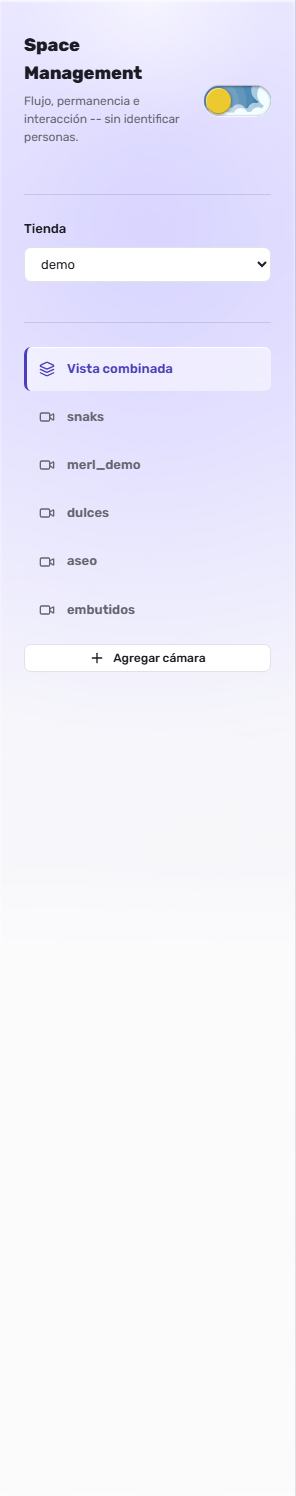 Space
Management
Flujo, permanencia e
interacción -- sin identificar
personas.
Tienda
demo
Vista combinada
snaks
merl_demo
dulces
aseo
embutidos
Agregar cámara